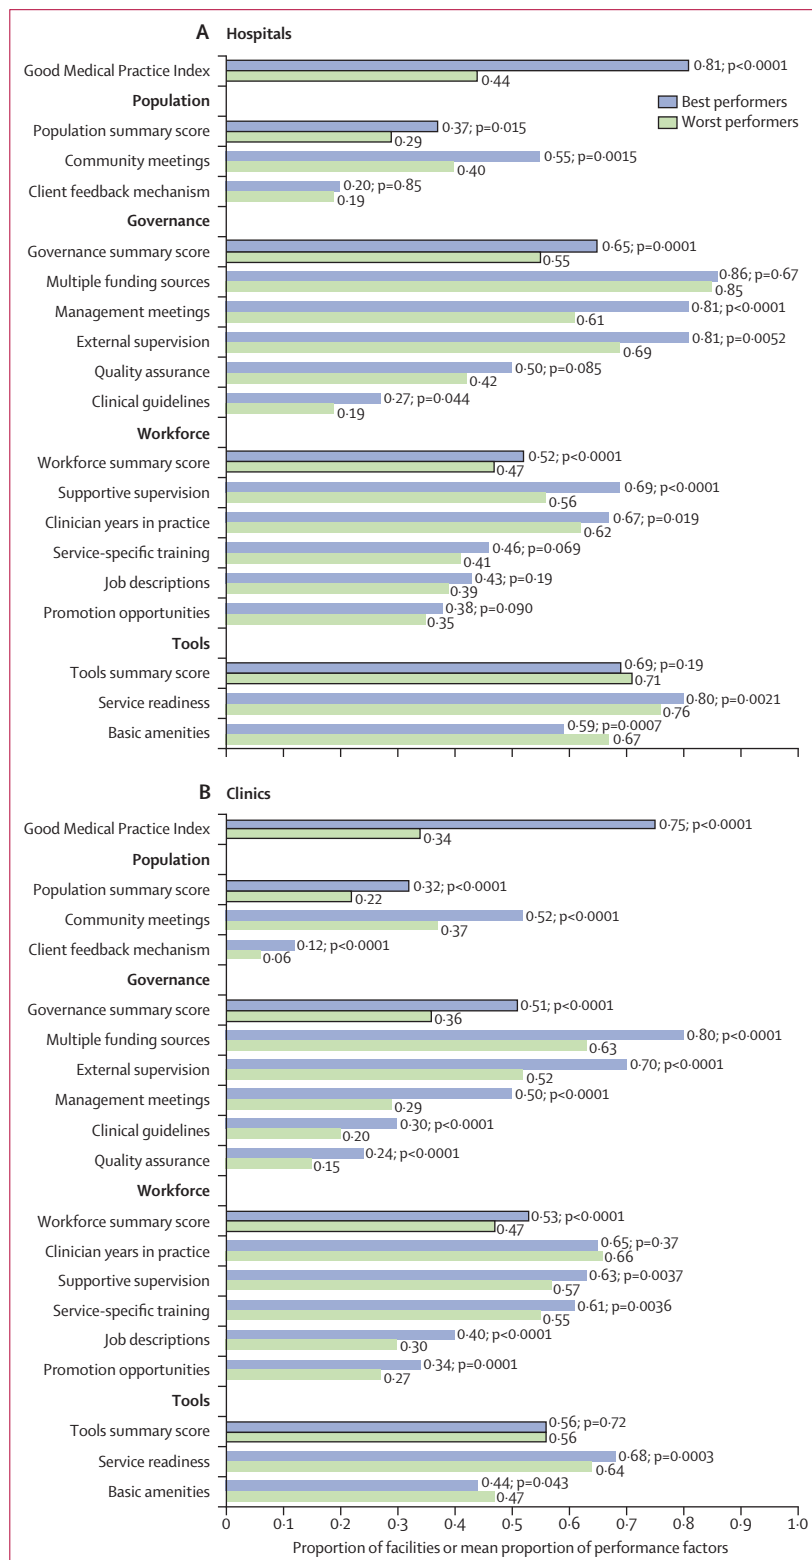 A Hospitals
Good Medical Practice Index
0·81; p<0·0001
0·44
Best performers
Worst performers
Population
Population summary score
0·37; p=0·015
0·29
Community meetings
0·55; p=0·0015
0·40
Client feedback mechanism
0·20; p=0·85
0·19
Governance
Governance summary score
0·65; p=0·0001
0·55
Multiple funding sources
0·86; p=0·67
0·85
Management meetings
0·81; p<0·0001
0·61
External supervision
0·81; p=0·0052
0·69
Quality assurance
0·50; p=0·085
0·42
Clinical guidelines
0·27; p=0·044
0·19
Workforce
Workforce summary score
0·52; p<0·0001
0·47
Supportive supervision
0·69; p<0·0001
0·56
Clinician years in practice
0·67; p=0·019
0·62
Service-specific training
0·46; p=0·069
0·41
Job descriptions
0·43; p=0·19
0·39
Promotion opportunities
0·38; p=0·090
0·35
Tools
Tools summary score
0·69; p=0·19
0·71
Service readiness
0·80; p=0·0021
0·76
Basic amenities
0·59; p=0·0007
0·67
B Clinics
Good Medical Practice Index
0·75; p<0·0001
0·34
Population
Population summary score
0·32; p<0·0001
0·22
Community meetings
0·52; p<0·0001
0·37
Client feedback mechanism
0·12; p<0·0001
0·06
Governance
Governance summary score
0·51; p<0·0001
0·36
Multiple funding sources
0·80; p<0·0001
0·63
External supervision
0·70; p<0·0001
0·52
Management meetings
0·50; p<0·0001
0·29
Clinical guidelines
0·30; p<0·0001
0·20
Quality assurance
0·24; p<0·0001
0·15
Workforce
Workforce summary score
0·53; p<0·0001
0·47
Clinician years in practice
0·65; p=0·37
0·66
Supportive supervision
0·63; p=0·0037
0·57
Service-specific training
0·61; p=0·0036
0·55
Job descriptions
0·40; p<0·0001
0·30
Promotion opportunities
0·34; p=0·0001
0·27
Tools
Tools summary score
0·56; p=0·72
0·56
Service readiness
0·68; p=0·0003
0·64
Basic amenities
0·44; p=0·043
0·47
0 0·1 0·2 0·3 0·4 0·5 0·6 0·7 0·8 0·9 1·0
Proportion of facilities or mean proportion of performance factors